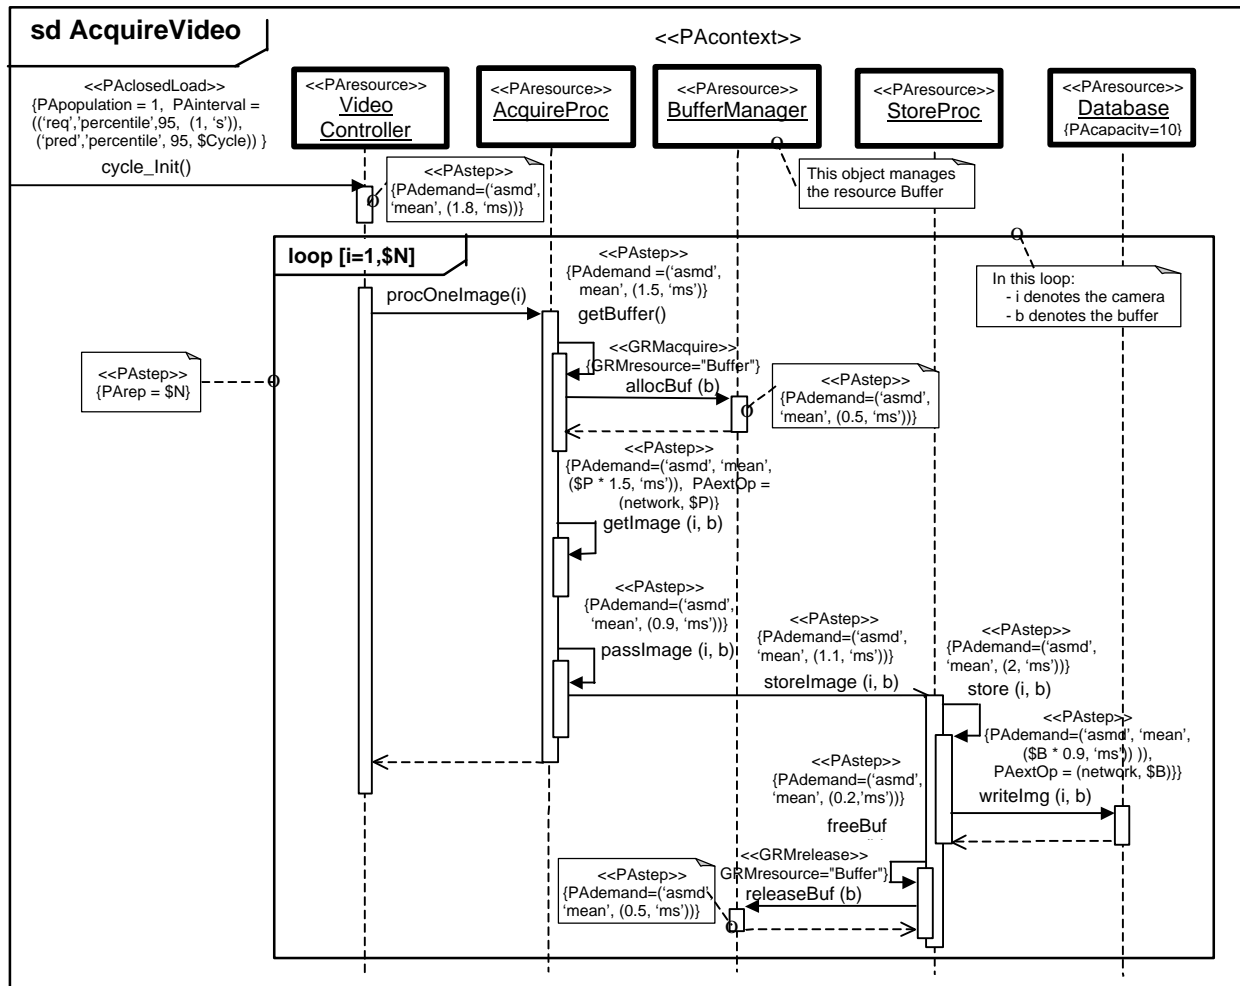 sd AcquireVideo
<<PAcontext>>
<<PAclosedLoad>>
{PApopulation = 1, PAinterval =
((‘req’,’percentile’,95, (1, ‘s’)),
(‘pred’,’percentile’, 95, $Cycle)) }
cycle_Init()
<<PAresource>>
Video
Controller
<<PAresource>>
AcquireProc
<<PAresource>>
BufferManager
<<PAresource>>
StoreProc
<<PAresource>>
Database
{PAcapacity=10}
<<PAstep>>
{PAdemand=(‘asmd’,
‘mean’, (1.8, ‘ms))}
This object manages
the resource Buffer
loop [i=1,$N]
<<PAstep>>
{PAdemand =(‘asmd’,
mean’, (1.5, ‘ms’)}
procOneImage(i)
getBuffer()
In this loop:
- i denotes the camera
- b denotes the buffer
<<PAstep>>
{PArep = $N}
<<GRMacquire>>
{GRMresource="Buffer"}
allocBuf (b)
<<PAstep>>
{PAdemand=(‘asmd,
‘mean’, (0.5, ‘ms’))}
<<PAstep>>
{PAdemand=(‘asmd’, ‘mean’,
($P * 1.5, ‘ms’)), PAextOp =
(network, $P)}
getImage (i, b)
<<PAstep>>
{PAdemand=(‘asmd’,
‘mean’, (0.9, ‘ms’))}
passImage (i, b)
<<PAstep>>
{PAdemand=(‘asmd’,
‘mean’, (1.1, ‘ms’))}
storeImage (i, b)
<<PAstep>>
{PAdemand=(‘asmd’,
‘mean’, (2, ‘ms’))}
store (i, b)
<<PAstep>>
{PAdemand=(‘asmd’, ‘mean’,
($B * 0.9, ‘ms’)) )),
PAextOp = (network, $B)}}
writeImg (i, b)
<<PAstep>>
{PAdemand=(‘asmd’,
‘mean’, (0.2,’ms’))}
freeBuf
<<GRMrelease>>
GRMresource="Buffer"}
releaseBuf (b)
<<PAstep>>
{PAdemand=(‘asmd’
‘mean’, (0.5, ‘ms’))}